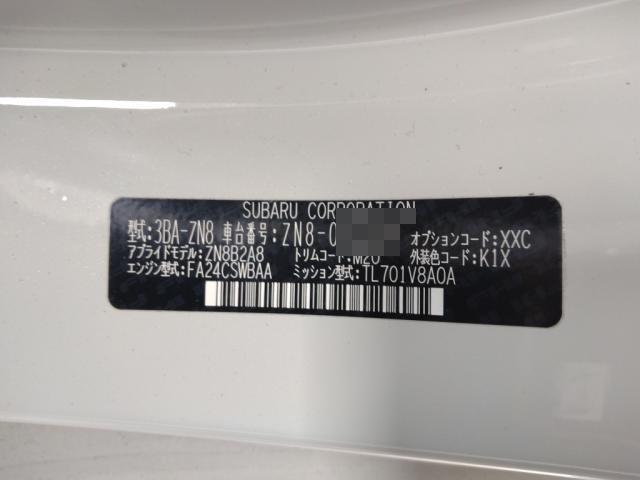 SUBARU CORPORATION
型式:3BA-ZN8 車台番号:ZN8-0
アプライドモデル:ZN8B2A8 トリムコード:M20 オプションコード:XXC
エンジン型式:FA24CSWBAA ミッション型式:TL701V8A0A 外装色コード:K1X